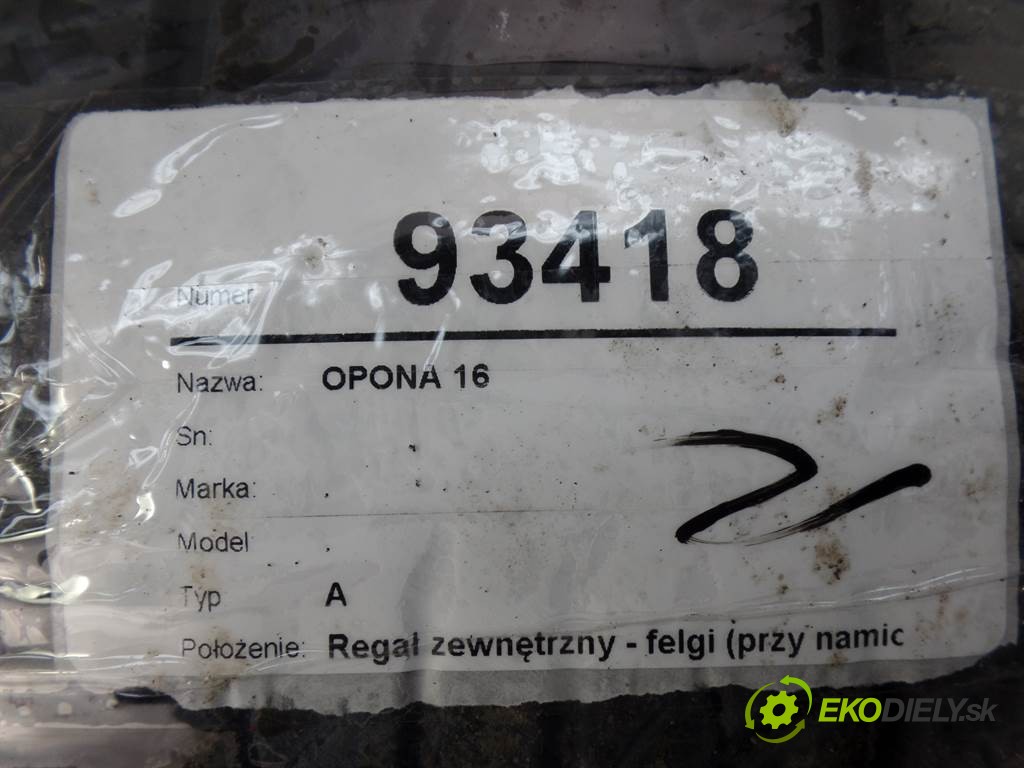 Numer 93418
Nazwa: OPONA 16
Sn: .
Marka: .
Model .
Typ A
Położenie: Regał zewnętrzny - felgi (przy namic
EKODIELY.sk